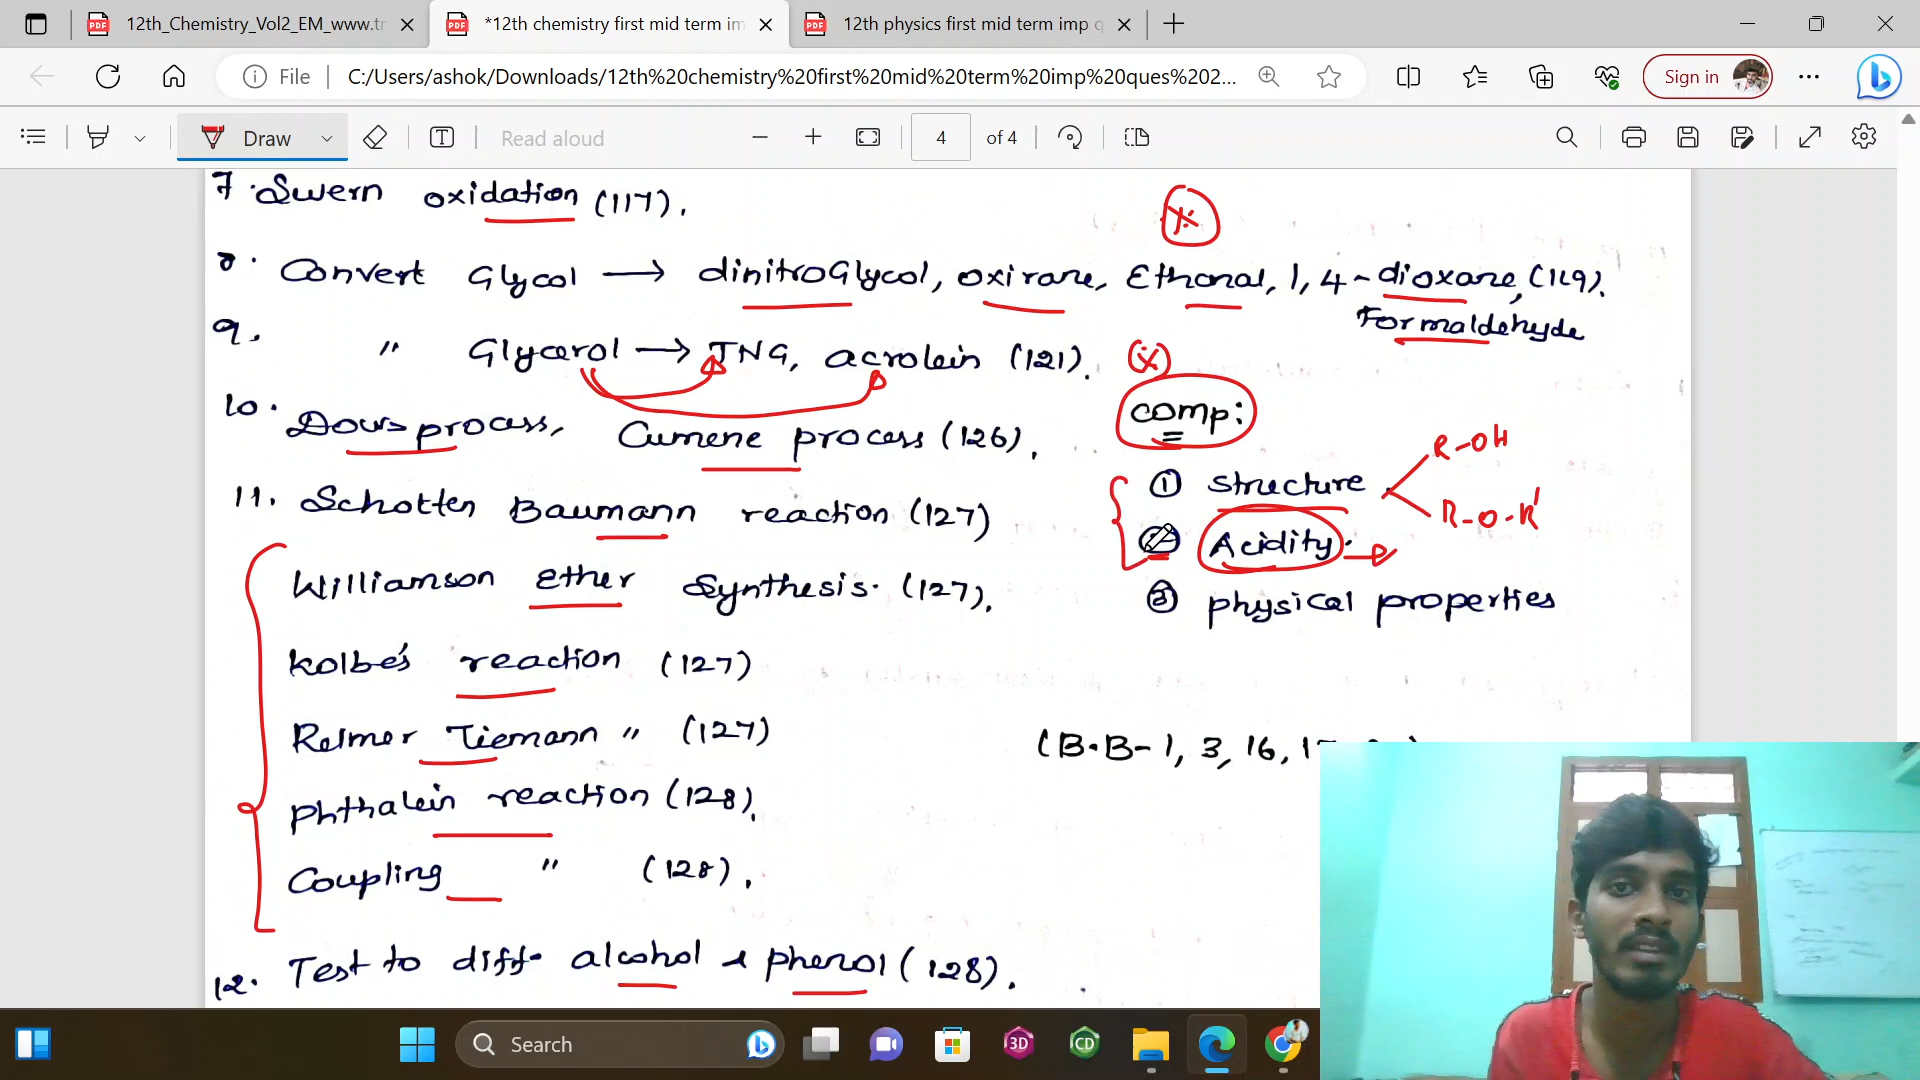 12th_Chemistry_Vol2_EM_www.tr
*12th chemistry first mid term im
12th physics first mid term imp q
File
C:/Users/ashok/Downloads/12th%20chemistry%20first%20mid%20term%20imp%20ques%202...
Sign in
Draw
Read aloud
4 of 4
7. Swern oxidation (117).
8. Convert Glycol → dinitroGlycol, oxirane, Ethanal, 1, 4 - dioxane, (119).
Formaldehyde
9. " Glycerol → TNG, acrolein (121).
10. Dows process, Cumene process (126).
comp:
① structure
R-OH
R-O-R'
Acidity.
③ physical properties
11. Schotten Baumann reaction (127)
Williamson Ether Synthesis. (127).
Kolbe's reaction (127)
Reimer Tiemann " (127)
(B.B- 1, 3, 16,
Phthalein reaction (128).
Coupling " (128).
12. Test to diff. alcohol & phenol (128).
Search
3D
CD